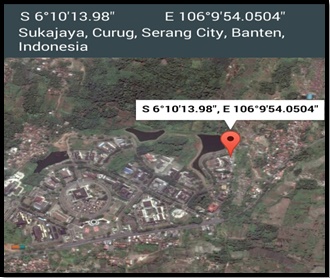 S 6°10'13.98" E 106°9'54.0504"
Sukajaya, Curug, Serang City, Banten,
Indonesia
S 6°10'13.98", E 106°9'54.0504"